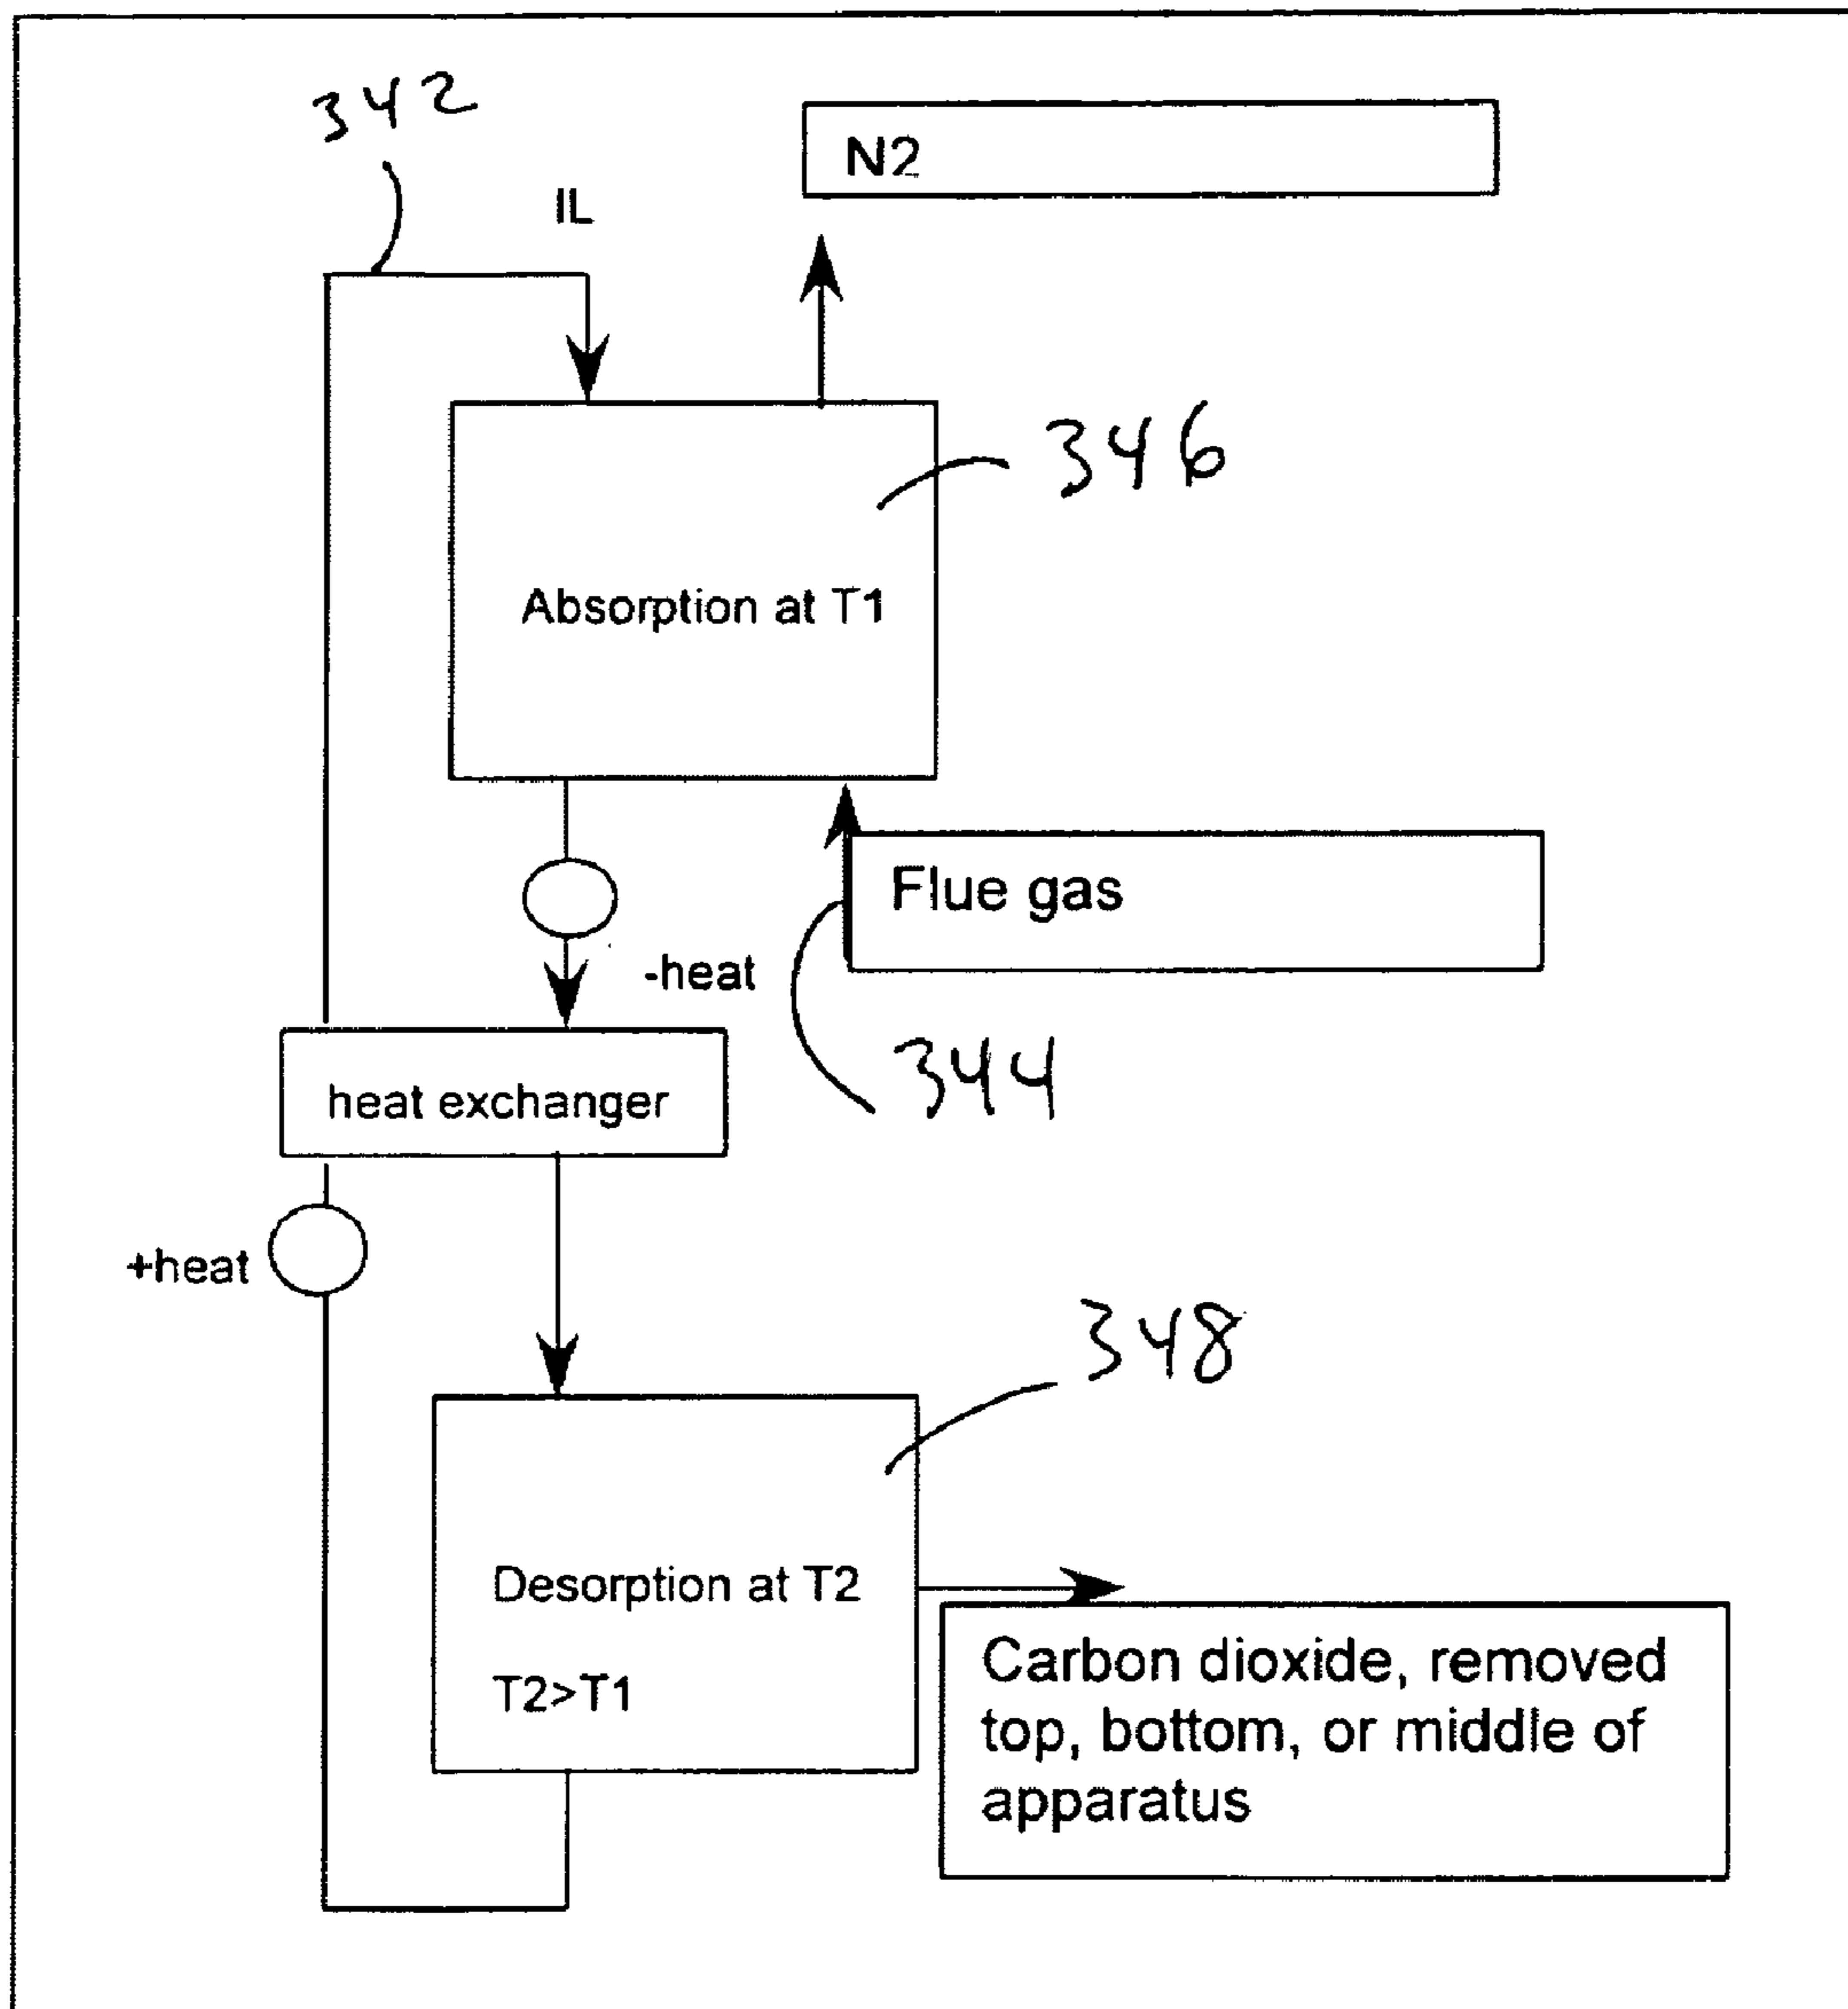 342
N2
IL
346
Absorption at T1
Flue gas
-heat
344
heat exchanger
+heat
348
Desorption at T2
T2>T1
Carbon dioxide, removed
top, bottom, or middle of
apparatus